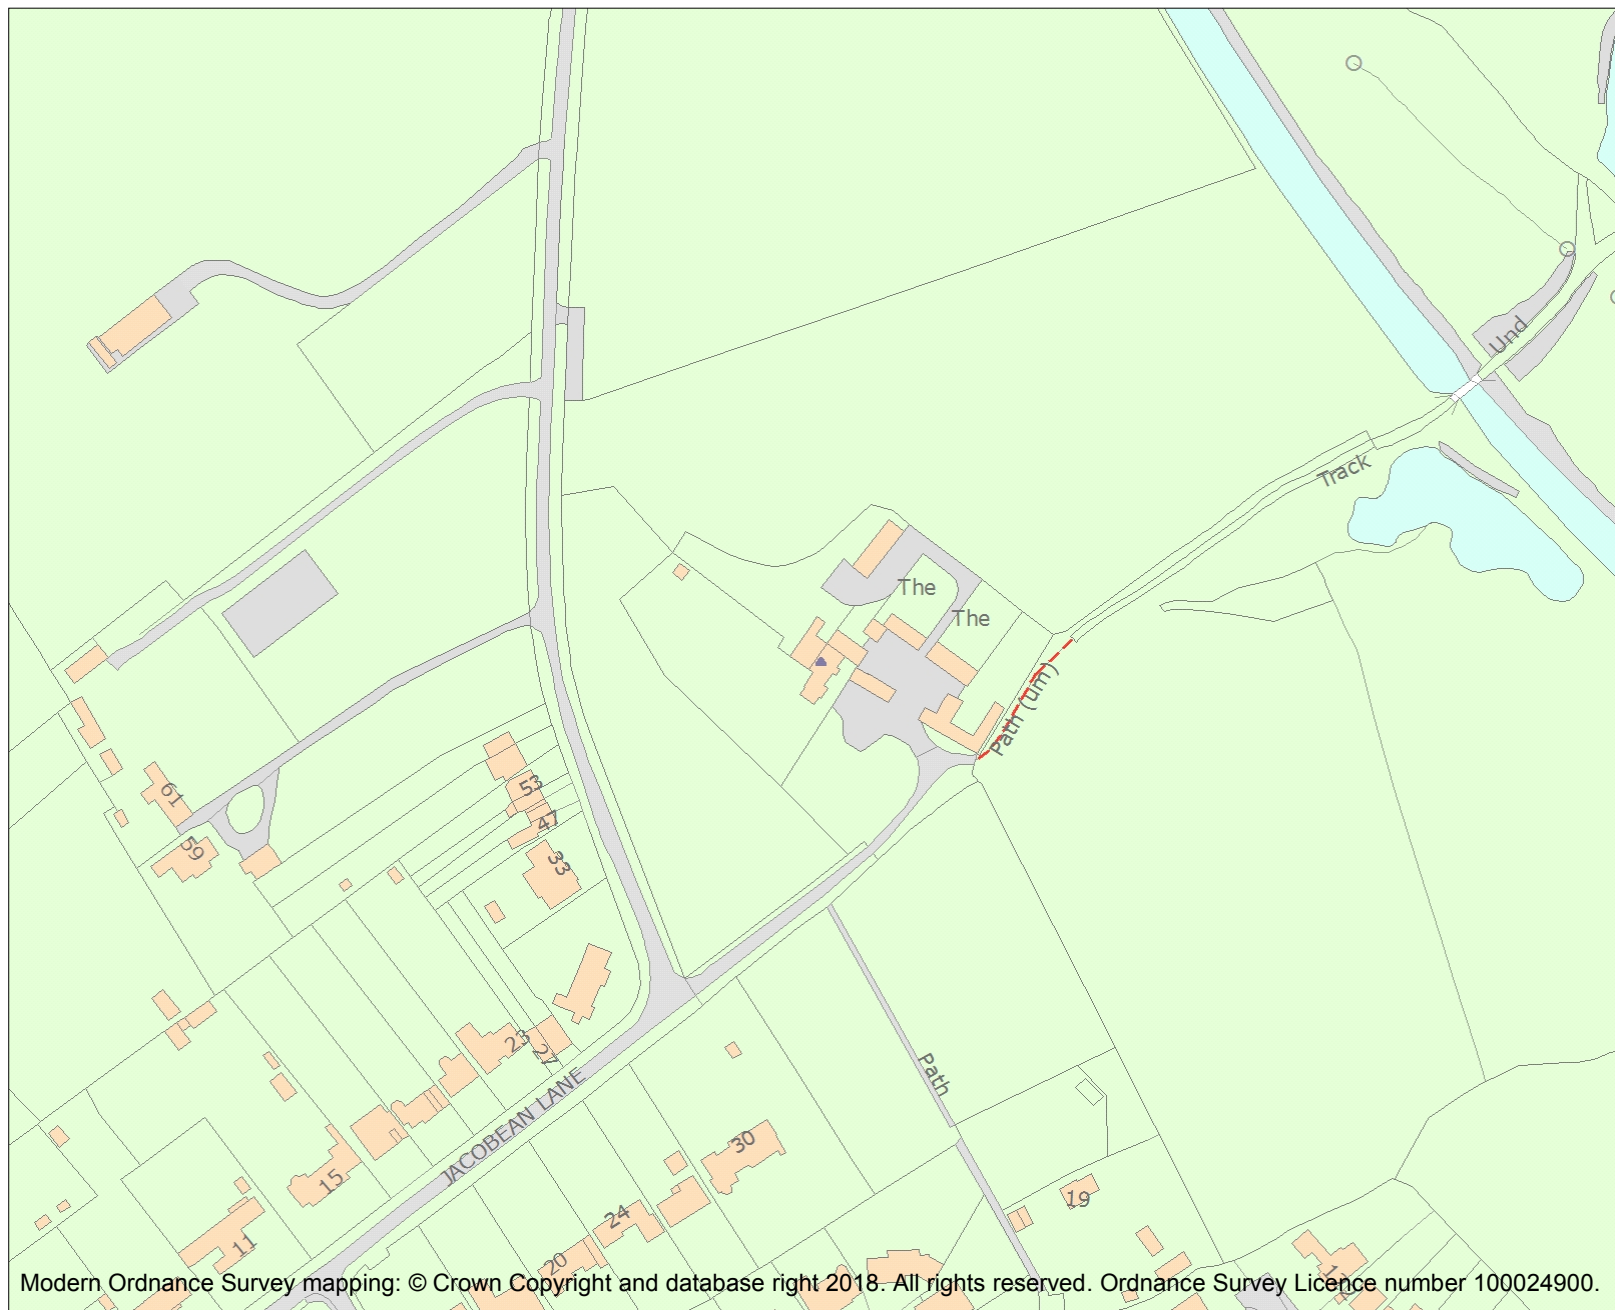 Und
Track
The
The
Path (um)
61
59
53
47
33
Path
23
27
JACOBEAN LANE
30
15
19
24
11
20
Modern Ordnance Survey mapping: © Crown Copyright and database right 2018. All rights reserved. Ordnance Survey Licence number 100024900.